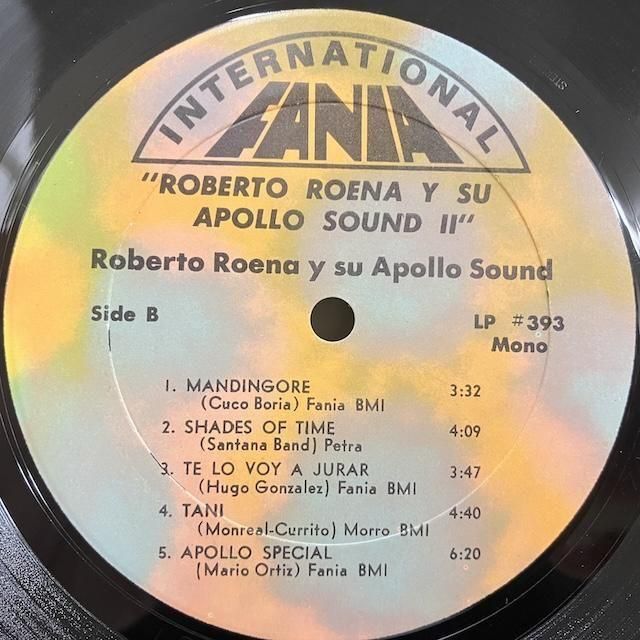 INTERNATIONAL
FANIA
"ROBERTO ROENA Y SU
APOLLO SOUND II"
Roberto Roena y su Apollo Sound
Side B
LP #393
Mono
1. MANDINGORE 3:32
(Cuco Boria) Fania BMI
2. SHADES OF TIME 4:09
(Santana Band) Petra
3. TE LO VOY A JURAR 3:47
(Hugo Gonzalez) Fania BMI
4. TANI 4:40
(Monreal-Currito) Morro BMI
5. APOLLO SPECIAL 6:20
(Mario Ortiz) Fania BMI